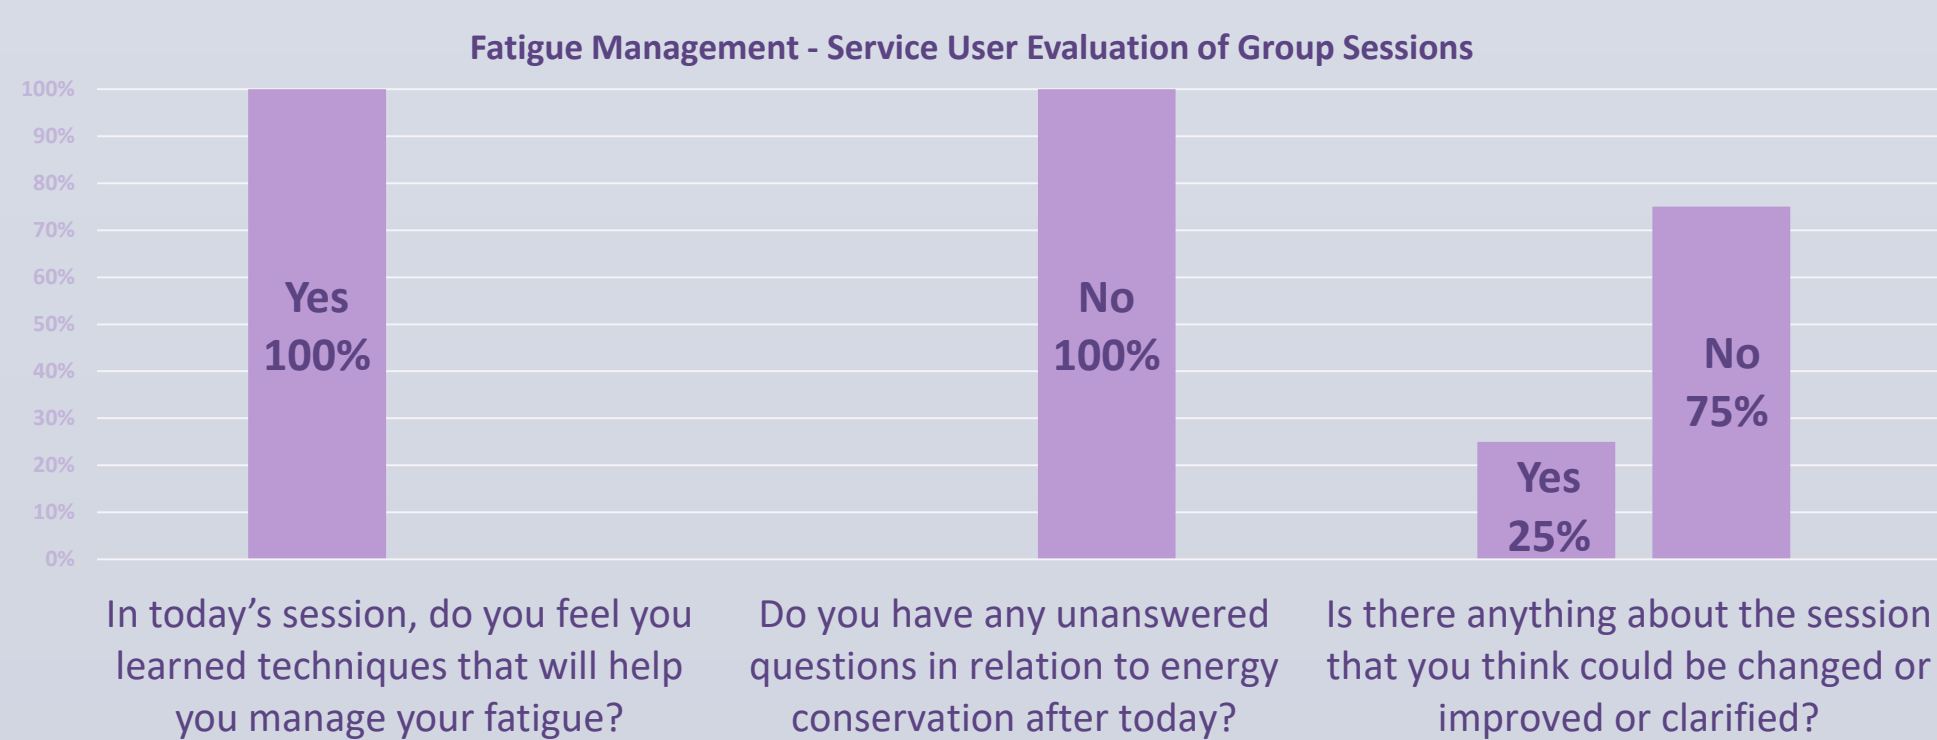 Fatigue Management - Service User Evaluation of Group Sessions
100%
90%
80%
70%
60%
50%
40%
30%
20%
10%
0%
Yes
100%
No
100%
Yes
25%
No
75%
In today’s session, do you feel you
learned techniques that will help
you manage your fatigue?
Do you have any unanswered
questions in relation to energy
conservation after today?
Is there anything about the session
that you think could be changed or
improved or clarified?